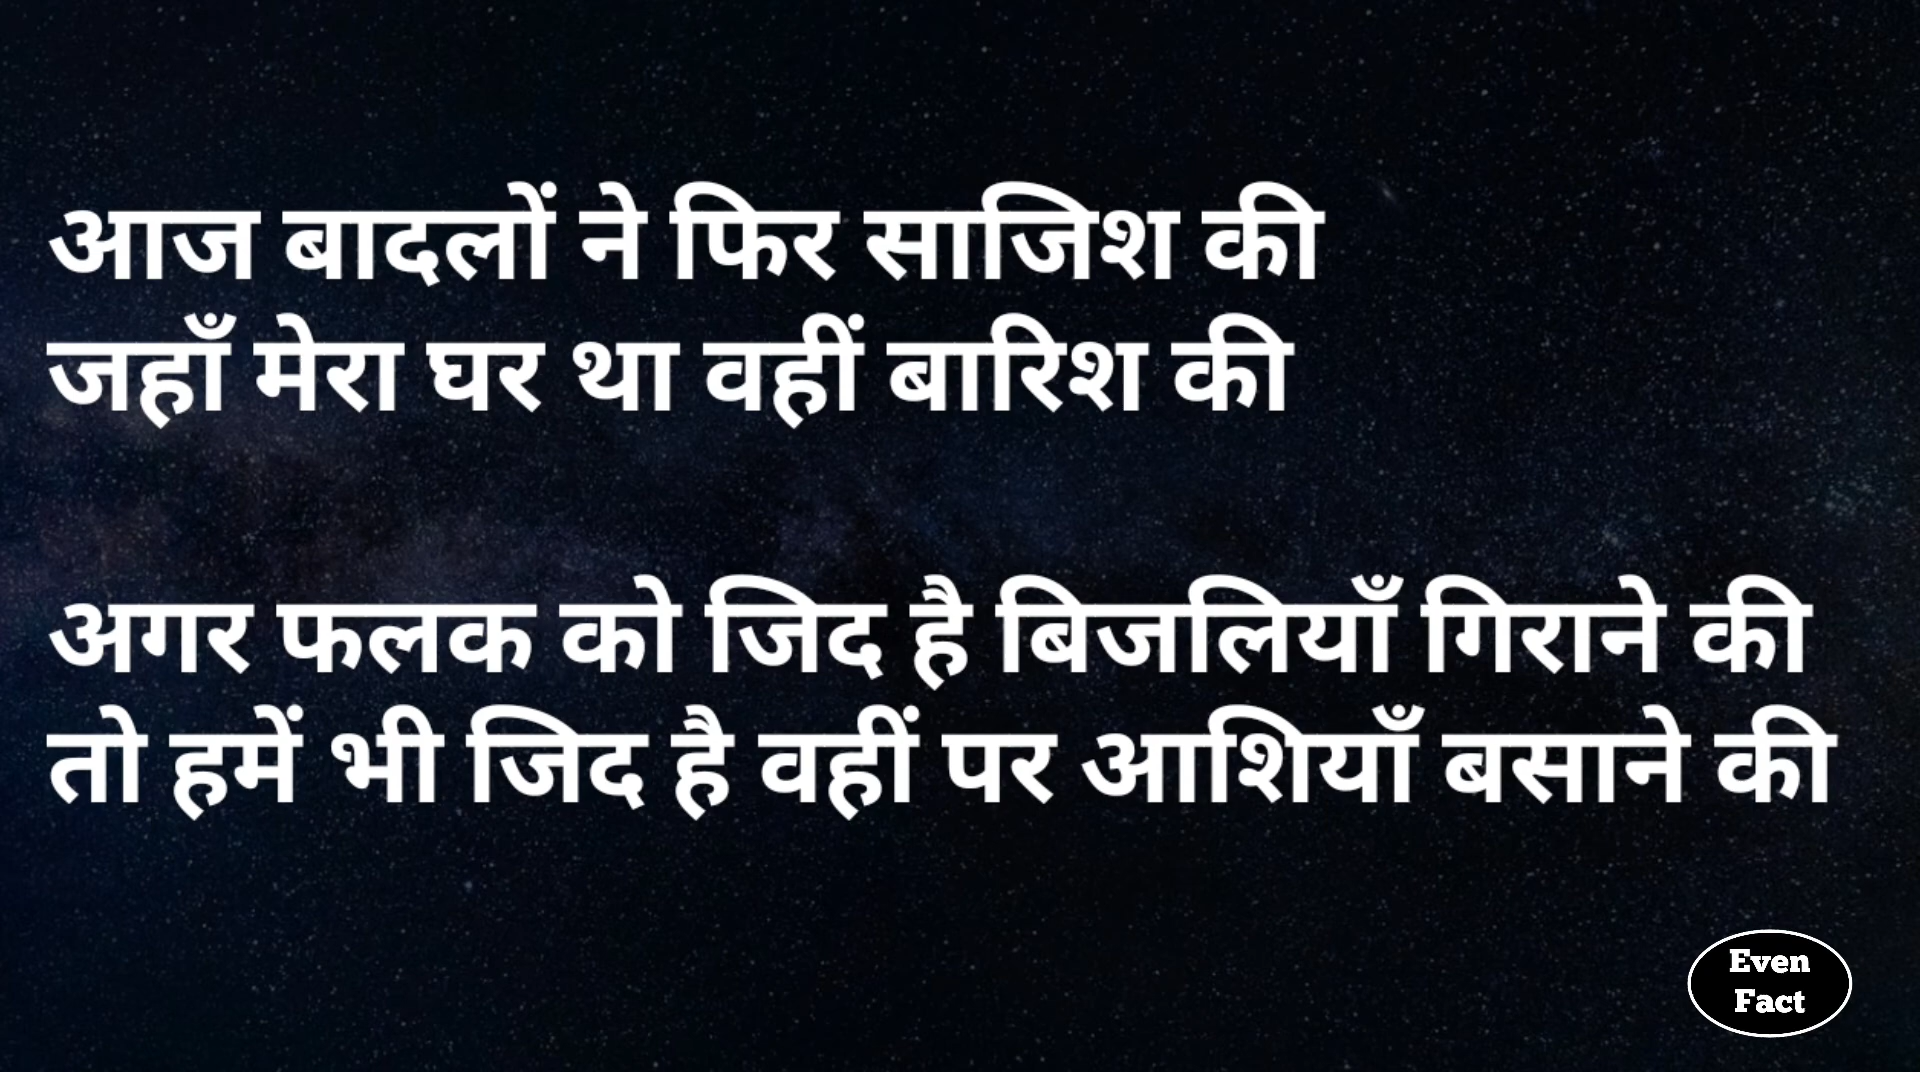 आज बादलों ने फिर साजिश की
जहाँ मेरा घर था वहीं बारिश की
अगर फलक को जिद है बिजलियाँ गिराने की
तो हमें भी जिद है वहीं पर आशियाँ बसाने की
Even
Fact